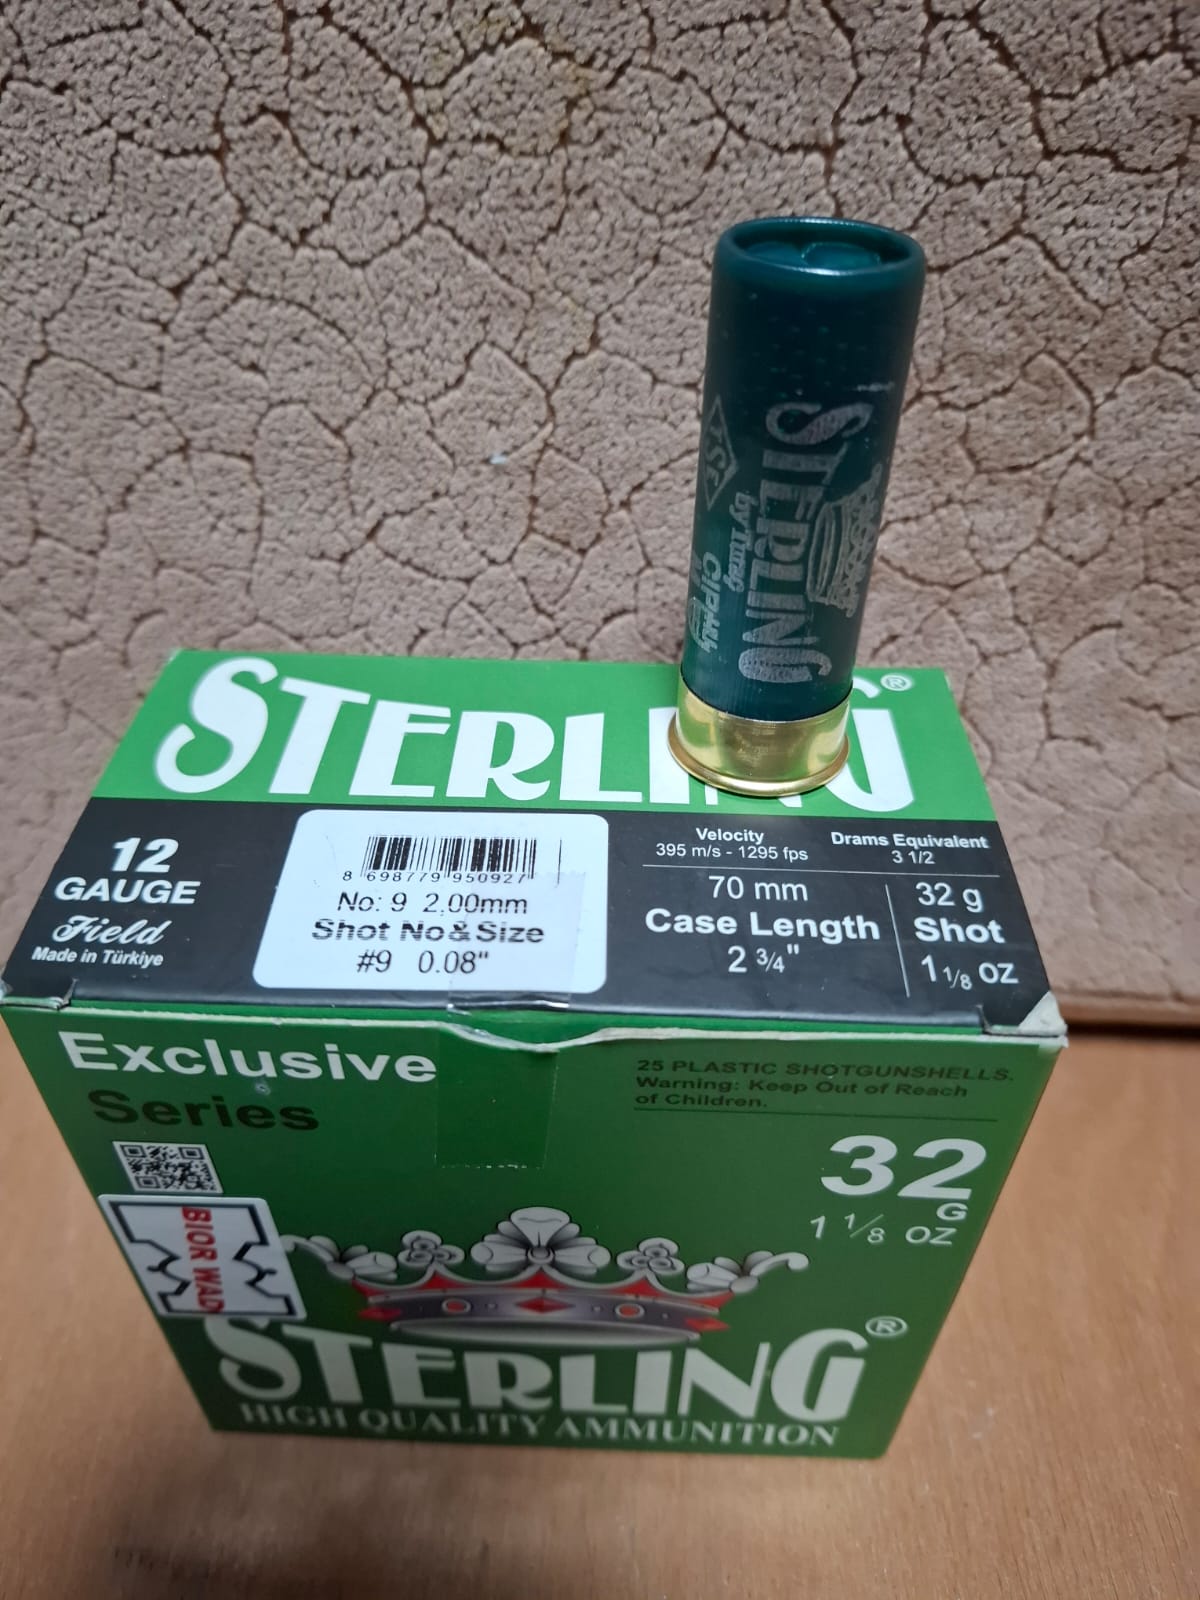 STERLING
by Turaç
CIP
STERLING®
12
GAUGE
Field
Made in Türkiye
8 698779 950927
No: 9 2,00mm
Shot No & Size
#9 0.08"
Velocity
395 m/s - 1295 fps
Drams Equivalent
3 1/2
70 mm
Case Length
2 3/4"
32 g
Shot
1 1/8 oz
Exclusive
Series
25 PLASTIC SHOTGUNSHELLS.
Warning: Keep Out of Reach
of Children.
32
G
1 1/8 OZ
BIOR WAD
STERLING®
HIGH QUALITY AMMUNITION